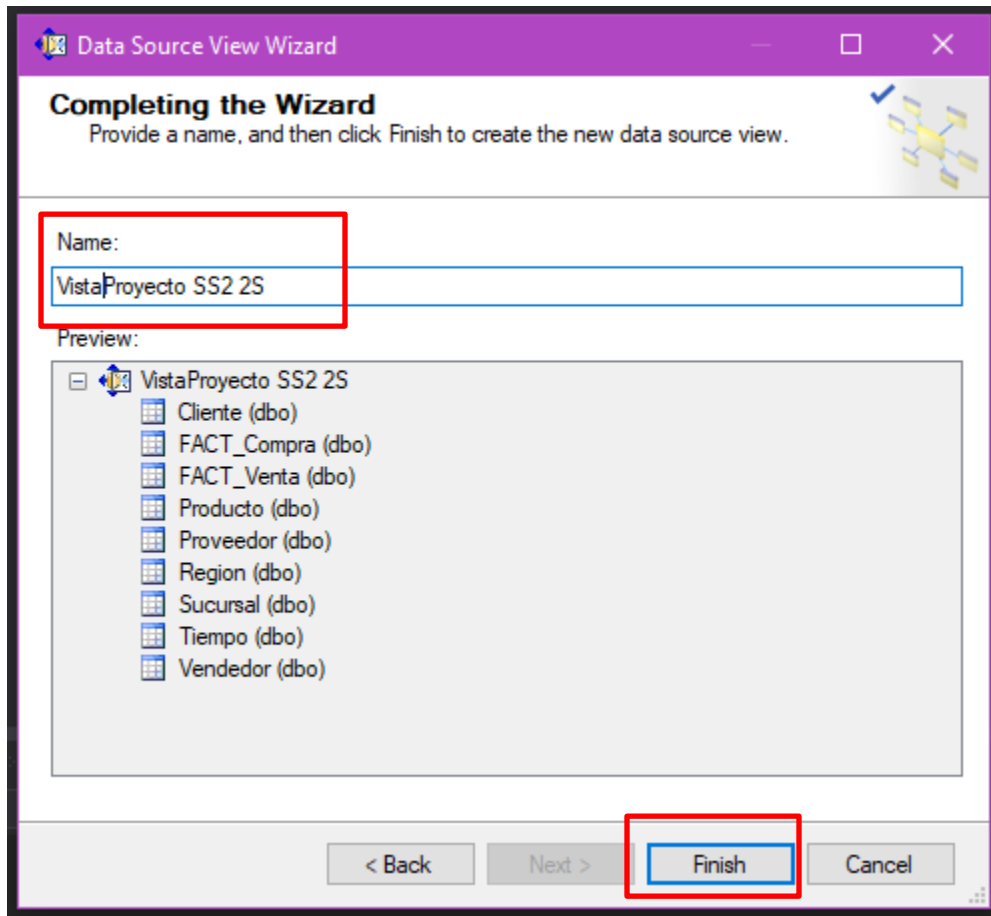 Data Source View Wizard
Completing the Wizard
Provide a name, and then click Finish to create the new data source view.
Name:
VistaProyecto SS2 2S
Preview:
VistaProyecto SS2 2S
Cliente (dbo)
FACT_Compra (dbo)
FACT_Venta (dbo)
Producto (dbo)
Proveedor (dbo)
Region (dbo)
Sucursal (dbo)
Tiempo (dbo)
Vendedor (dbo)
< Back Next > Finish Cancel